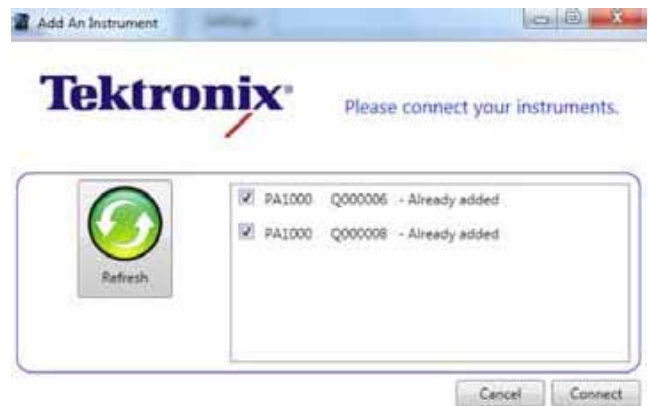 Add An Instrument
Tektronix®
Please connect your instruments.
Refresh
PA1000 Q000006 - Already added
PA1000 Q000008 - Already added
Cancel Connect